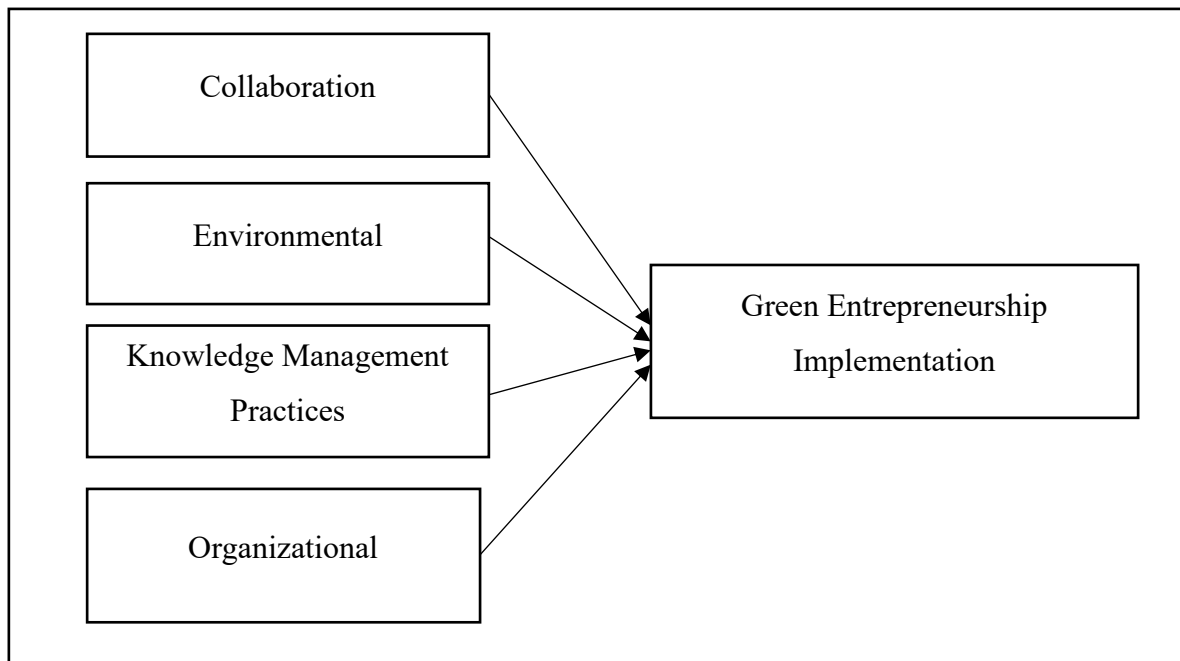 Collaboration
Environmental
Knowledge Management
Practices
Organizational
Green Entrepreneurship
Implementation